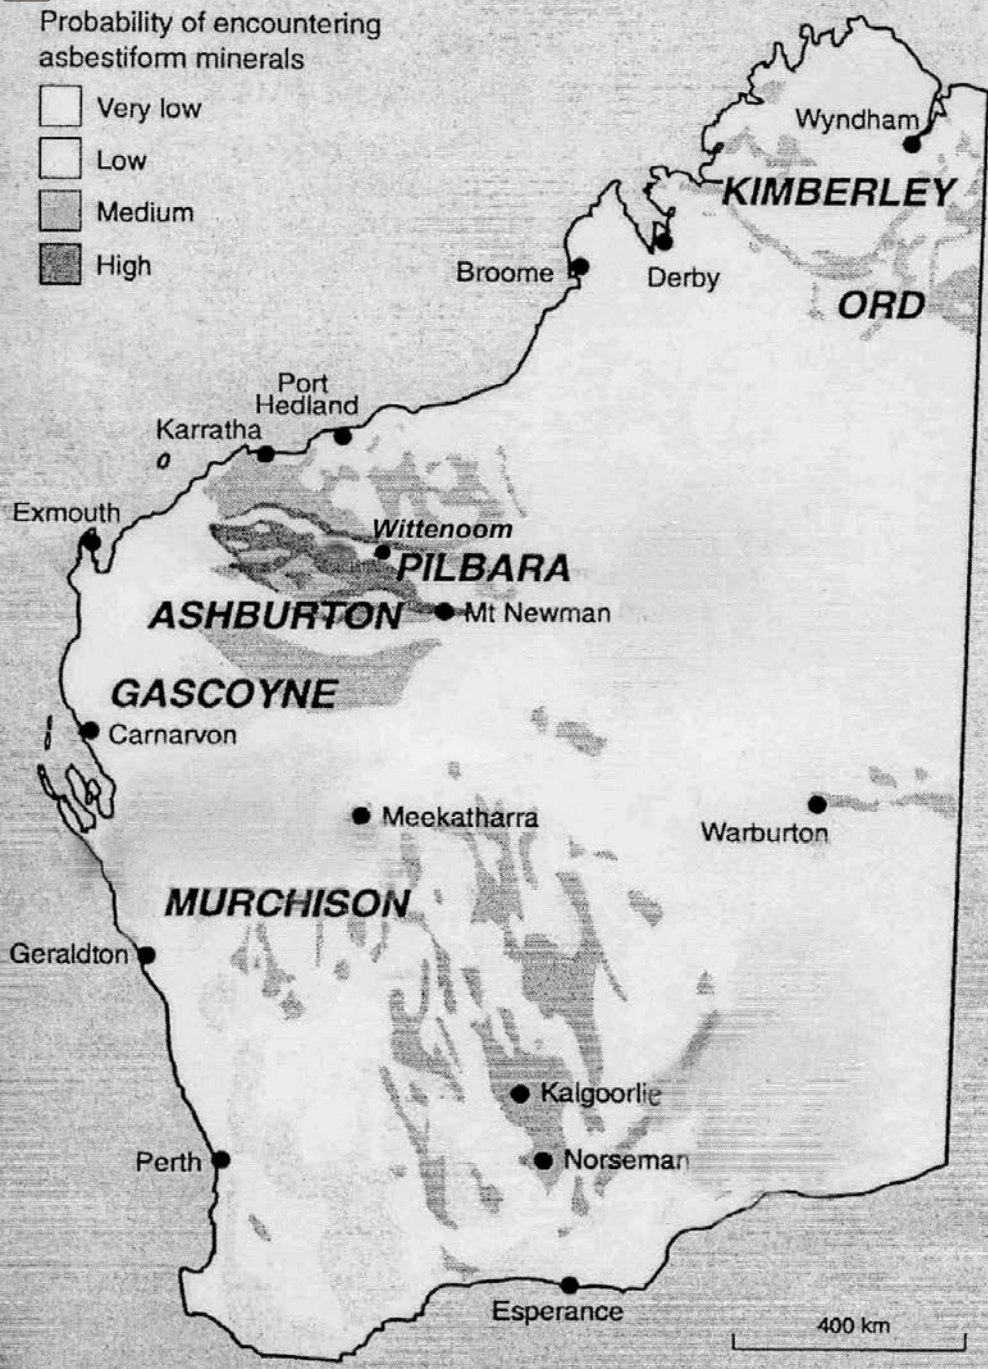 Probability of encountering
asbestiform minerals
Very low
Low
Medium
High
Wyndham
KIMBERLEY
Broome
Derby
ORD
Port
Hedland
Karratha
Exmouth
Wittenoom
PILBARA
ASHBURTON
Mt Newman
GASCOYNE
Carnarvon
Meekatharra
Warburton
MURCHISON
Geraldton
Kalgoorlie
Perth
Norseman
Esperance
400 km